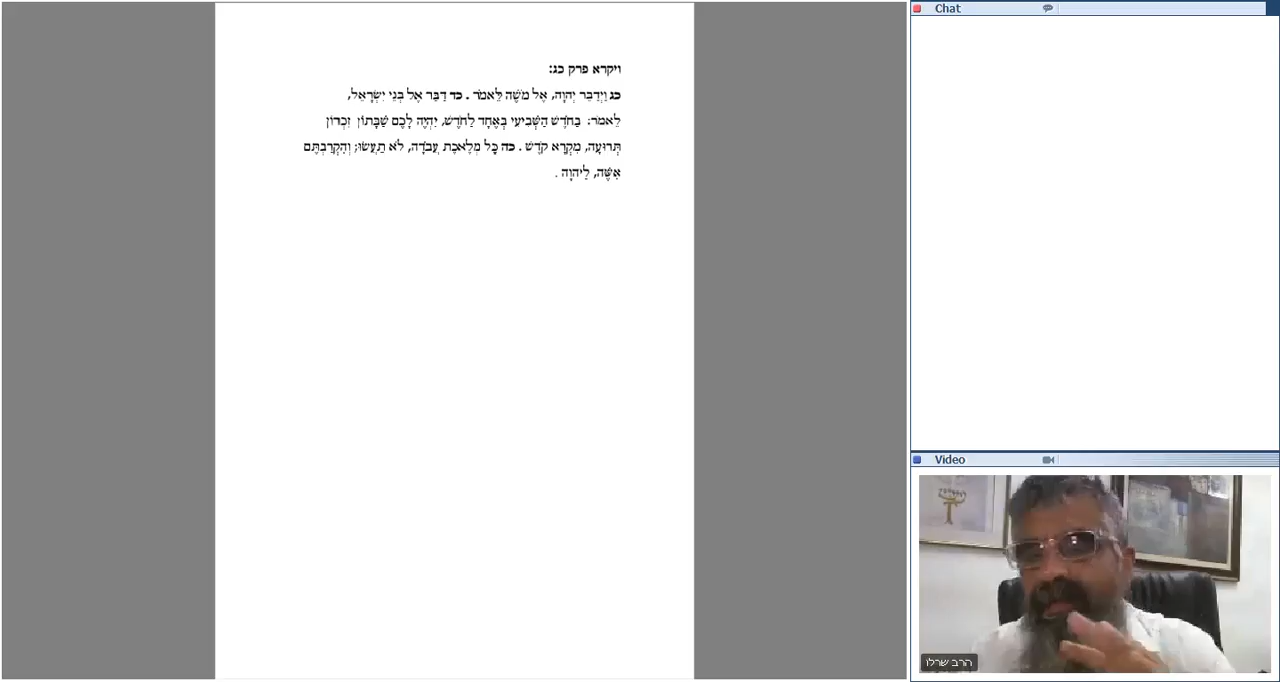 Chat
ויקרא פרק כג:
כג וַיְדַבֵּר יְהוָה, אֶל מֹשֶׁה לֵּאמֹר . כד דַּבֵּר אֶל בְּנֵי יִשְׂרָאֵל,
לֵאמֹר: בַּחֹדֶשׁ הַשְּׁבִיעִי בְּאֶחָד לַחֹדֶשׁ, יִהְיֶה לָכֶם שַׁבָּתוֹן זִכְרוֹן
תְּרוּעָה, מִקְרָא קֹדֶשׁ . כה כָּל מְלֶאכֶת עֲבֹדָה, לֹא תַעֲשׂוּ; וְהִקְרַבְתֶּם
אִשֶּׁה, לַיהוָה .
Video
הרב שרלו